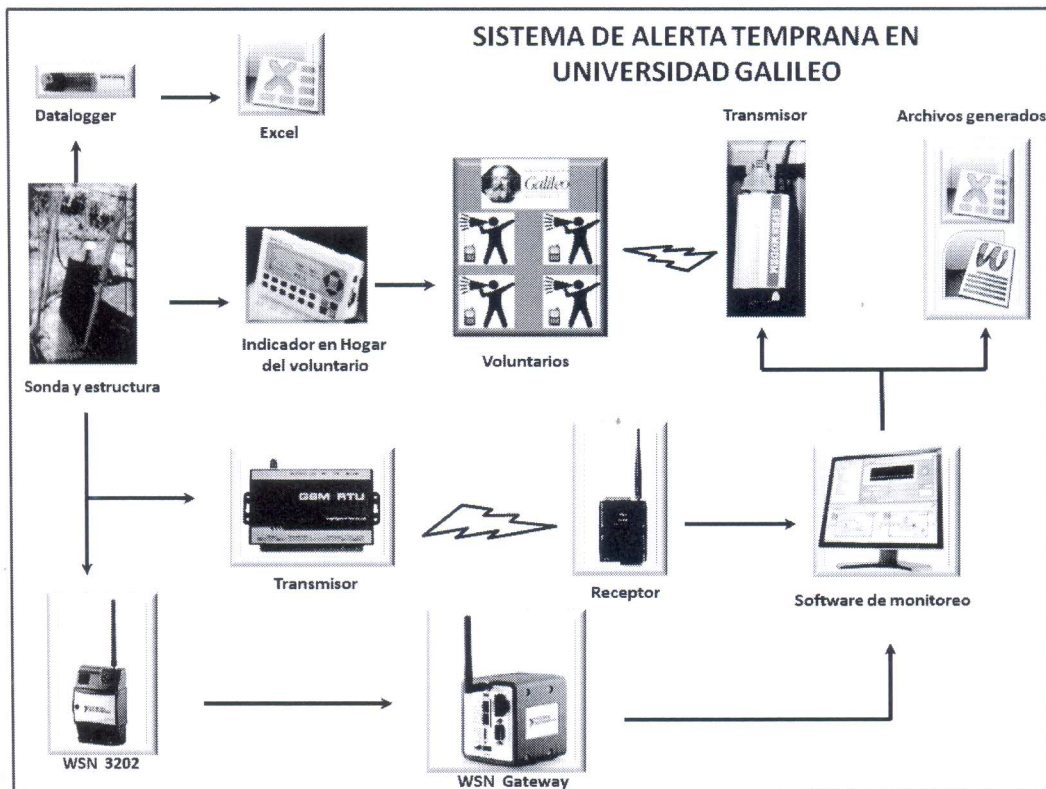 SISTEMA DE ALERTA TEMPRANA EN
UNIVERSIDAD GALILEO
Datalogger
Excel
Transmisor
Archivos generados
Galileo
Indicador en Hogar
del voluntario
Voluntarios
Sonda y estructura
GSM RTU
Transmisor
Receptor
Software de monitoreo
WSN 3202
WSN Gateway